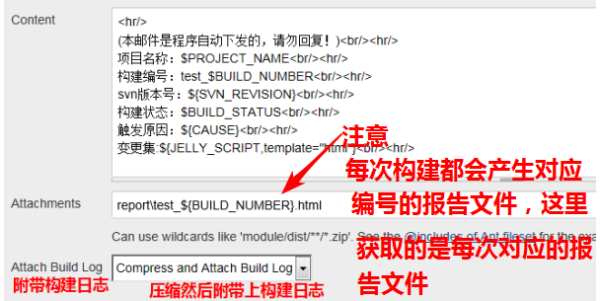 Content
<hr/>
(本邮件是程序自动下发的，请勿回复！)<br/><hr/>
项目名称：$PROJECT_NAME<br/><hr/>
构建编号：test_$BUILD_NUMBER<br/><hr/>
svn版本号：${SVN_REVISION}<br/><hr/>
构建状态：$BUILD_STATUS<br/><hr/>
触发原因：${CAUSE}<br/><hr/>
变更集:${JELLY_SCRIPT,template="html"}<br/><hr/>
注意
每次构建都会产生对应
编号的报告文件，这里
获取的是每次对应的报
告文件
Attachments
report\test_${BUILD_NUMBER}.html
Can use wildcards like 'module/dist/**/*.zip'. See the @includes of Ant fileset for the exa
Attach Build Log
Compress and Attach Build Log
附带构建日志
压缩然后附带上构建日志